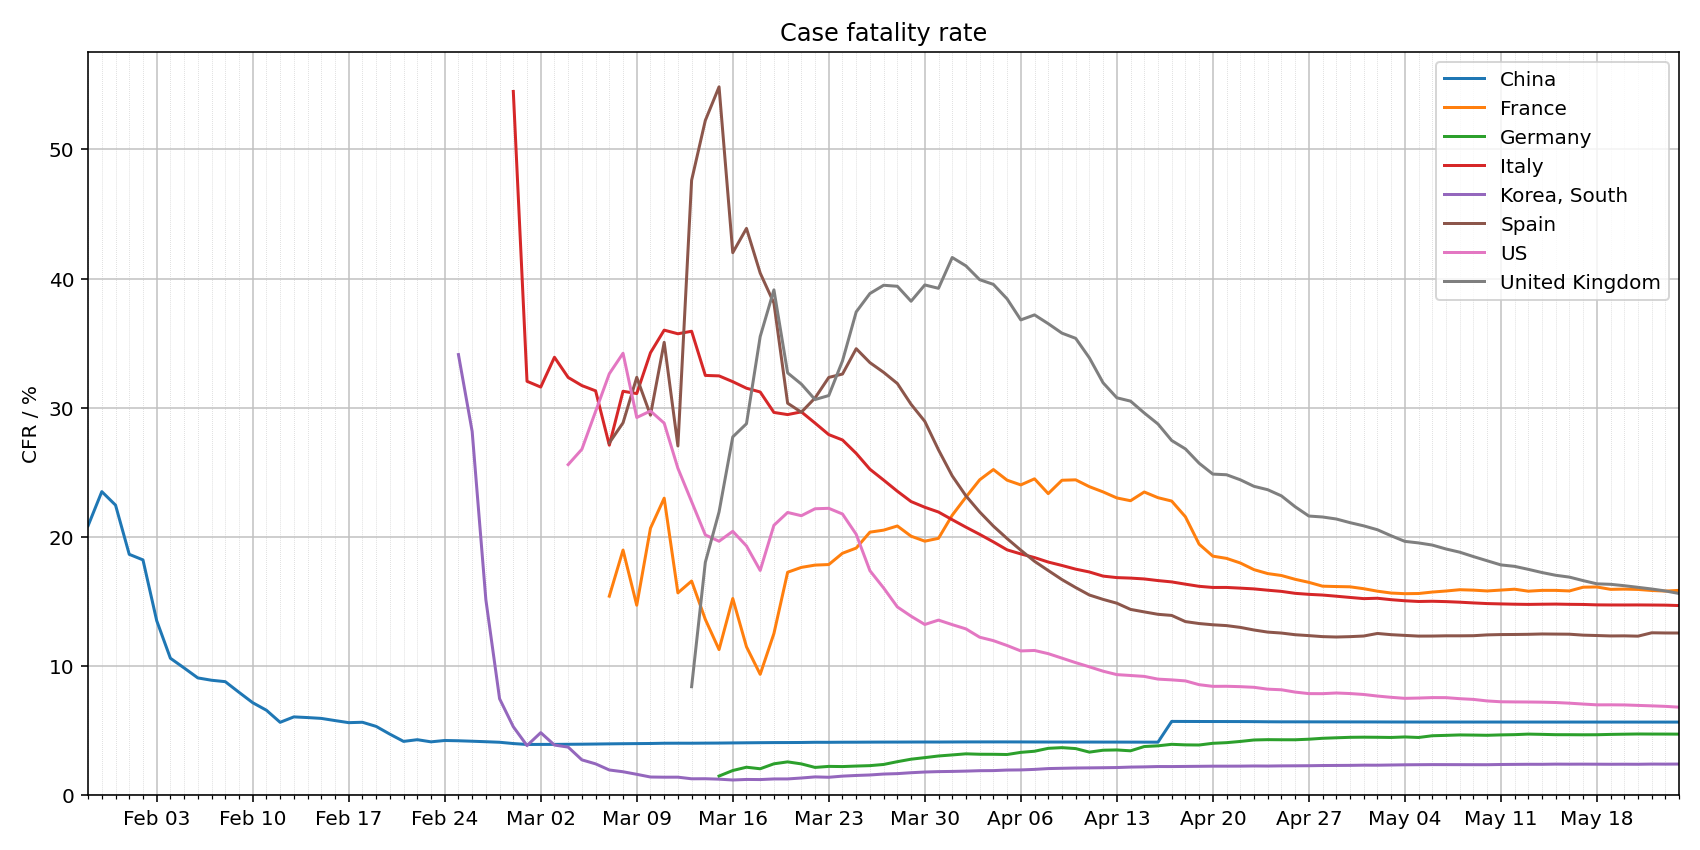 Case fatality rate
CFR / %
50
40
30
20
10
0
China
France
Germany
Italy
Korea, South
Spain
US
United Kingdom
Feb 03 Feb 10 Feb 17 Feb 24 Mar 02 Mar 09 Mar 16 Mar 23 Mar 30 Apr 06 Apr 13 Apr 20 Apr 27 May 04 May 11 May 18